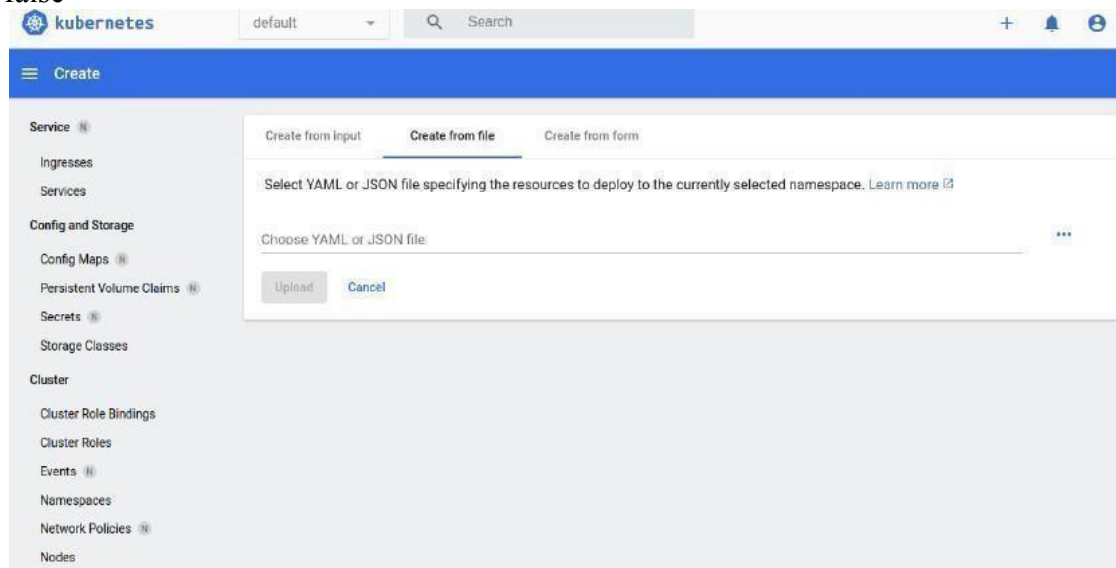 false
kubernetes
default
Search
Create
Service N
Ingresses
Services
Config and Storage
Config Maps N
Persistent Volume Claims N
Secrets N
Storage Classes
Cluster
Cluster Role Bindings
Cluster Roles
Events N
Namespaces
Network Policies N
Nodes
Create from input
Create from file
Create from form
Select YAML or JSON file specifying the resources to deploy to the currently selected namespace. Learn more
Choose YAML or JSON file
...
Upload
Cancel